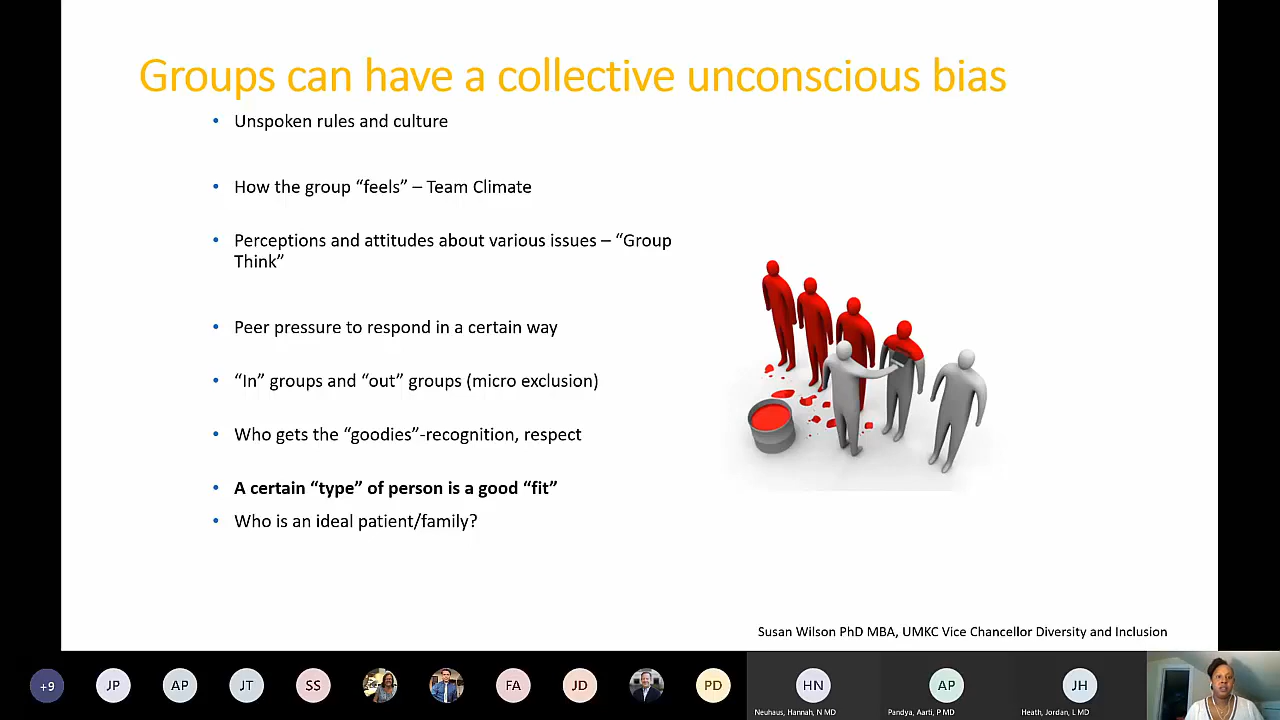 Groups can have a collective unconscious bias
• Unspoken rules and culture
• How the group “feels” – Team Climate
• Perceptions and attitudes about various issues – “Group
Think”
• Peer pressure to respond in a certain way
• “In” groups and “out” groups (micro exclusion)
• Who gets the “goodies”-recognition, respect
• A certain “type” of person is a good “fit”
• Who is an ideal patient/family?
Susan Wilson PhD MBA, UMKC Vice Chancellor Diversity and Inclusion
+9 JP AP JT SS FA JD PD HN AP JH
Neuhaus, Hannah, N MD Pandya, Aarti, P MD Heath, Jordan, L MD